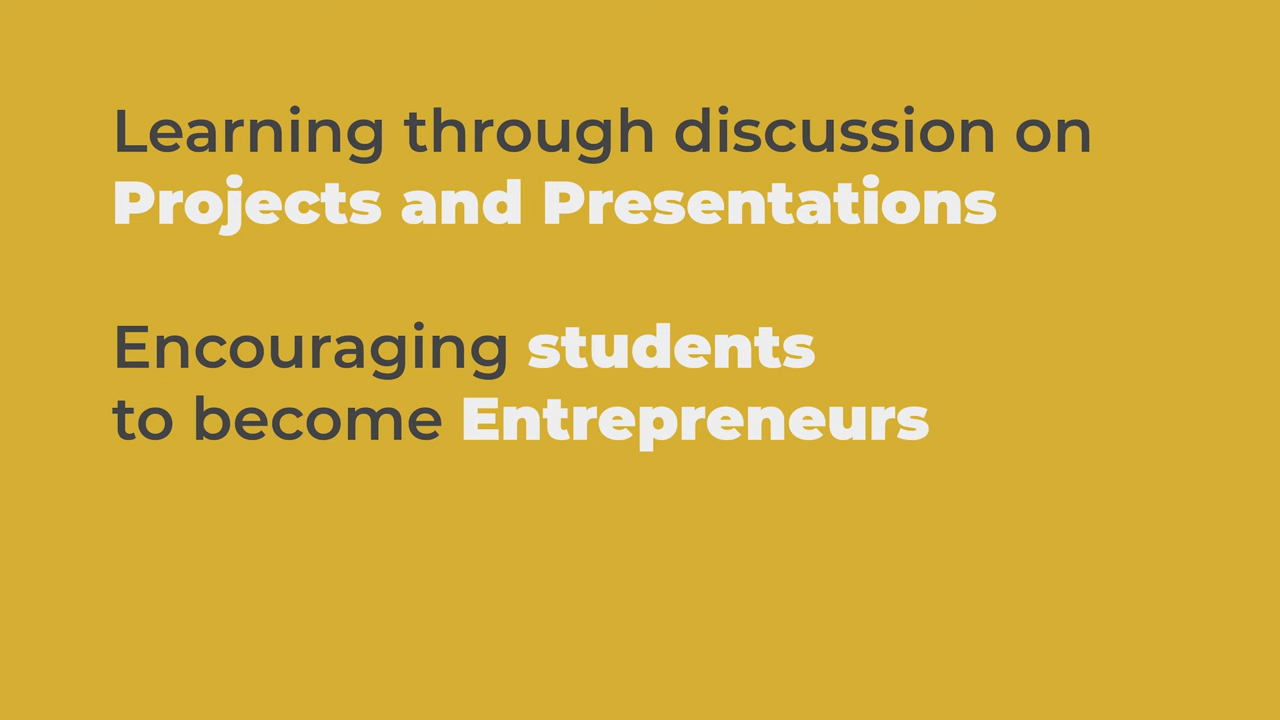 Learning through discussion on
Projects and Presentations
Encouraging students
to become Entrepreneurs